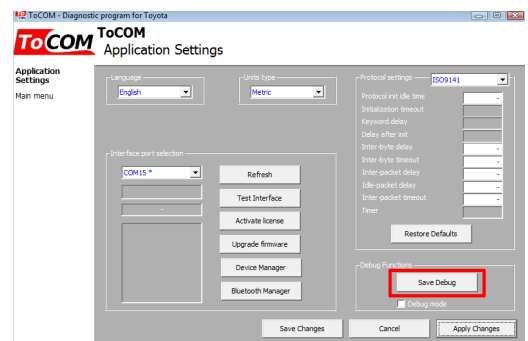 ToCOM - Diagnostic program for Toyota
ToCOM
ToCOM
Application Settings
Application
Settings
Main menu
Language
English
Units type
Metric
Protocol settings
ISO9141
Protocol init idle time
-
Initialization timeout
Keyword delay
Delay after init
Inter-byte delay
-
Inter-byte timeout
-
Inter-packet delay
-
Idle-packet delay
-
Inter-packet timeout
-
Timer
Restore Defaults
Interface port selection
COM15 *
-
Refresh
Test Interface
Activate license
Upgrade firmware
Device Manager
Bluetooth Manager
Debug Functions
Save Debug
Debug mode
Save Changes
Cancel
Apply Changes